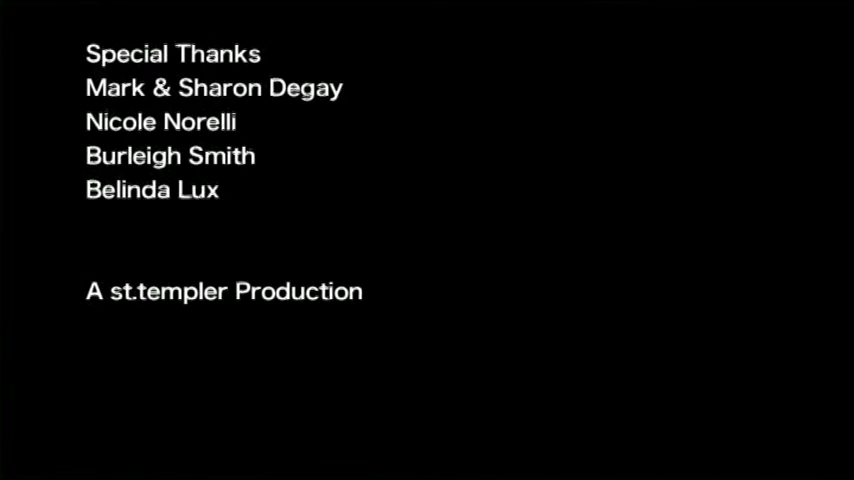 Special Thanks
Mark & Sharon Degay
Nicole Norelli
Burleigh Smith
Belinda Lux
A st.templer Production